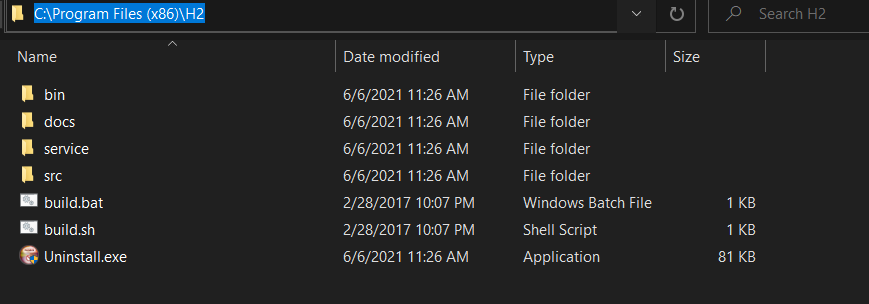 C:\Program Files (x86)\H2 Search H2
Name Date modified Type Size
bin 6/6/2021 11:26 AM File folder
docs 6/6/2021 11:26 AM File folder
service 6/6/2021 11:26 AM File folder
src 6/6/2021 11:26 AM File folder
build.bat 2/28/2017 10:07 PM Windows Batch File 1 KB
build.sh 2/28/2017 10:07 PM Shell Script 1 KB
Uninstall.exe 6/6/2021 11:26 AM Application 81 KB